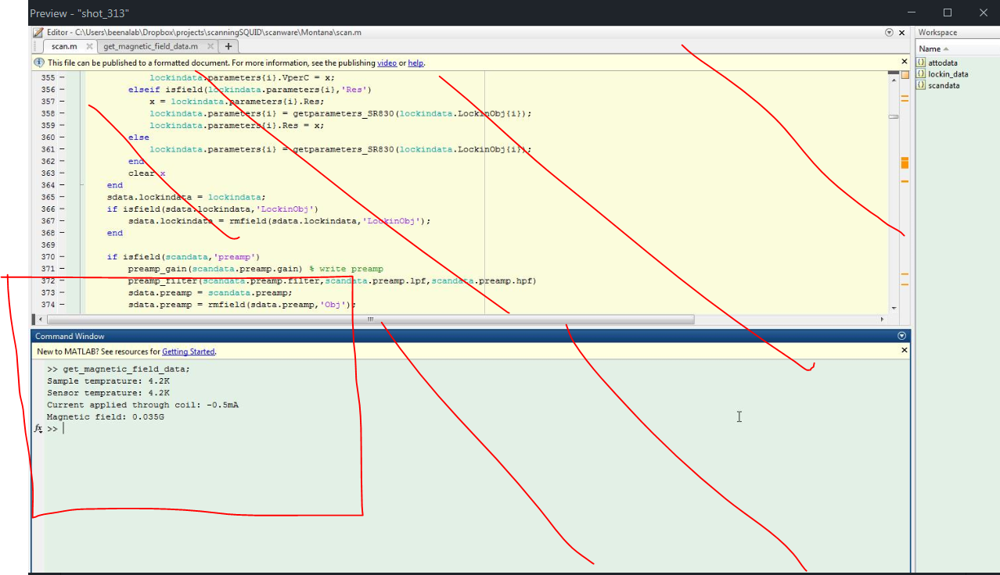 Preview - "shot_313"
Editor - C:\Users\beenalab\Dropbox\projects\scanningSQUID\scanware\Montana\scan.m
Workspace
scan.m get_magnetic_field_data.m +
Name
This file can be published to a formatted document. For more information, see the publishing video or help.
attodata
lockin_data
scandata
355 - lockindata.parameters{i}.VperC = x;
356 - elseif isfield(lockindata.parameters{i},'Res')
357 - x = lockindata.parameters{i}.Res;
358 - lockindata.parameters{i} = getparameters_SR830(lockindata.LockinObj{i});
359 - lockindata.parameters{i}.Res = x;
360 - else
361 - lockindata.parameters{i} = getparameters_SR830(lockindata.LockinObj{i});
362 - end
363 - clear x
364 - end
365 - sdata.lockindata = lockindata;
366 - if isfield(sdata.lockindata,'LockinObj')
367 - sdata.lockindata = rmfield(sdata.lockindata,'LockinObj');
368 - end
369
370 - if isfield(scandata,'preamp')
371 - preamp_gain(scandata.preamp.gain) % write preamp
372 - preamp_filter(scandata.preamp.filter,scandata.preamp.lpf,scandata.preamp.hpf)
373 - sdata.preamp = scandata.preamp;
374 - sdata.preamp = rmfield(sdata.preamp,'Obj');
Command Window
New to MATLAB? See resources for Getting Started.
>> get_magnetic_field_data;
Sample temprature: 4.2K
Sensor temprature: 4.2K
Current applied through coil: -0.5mA
Magnetic field: 0.035G
fx >>